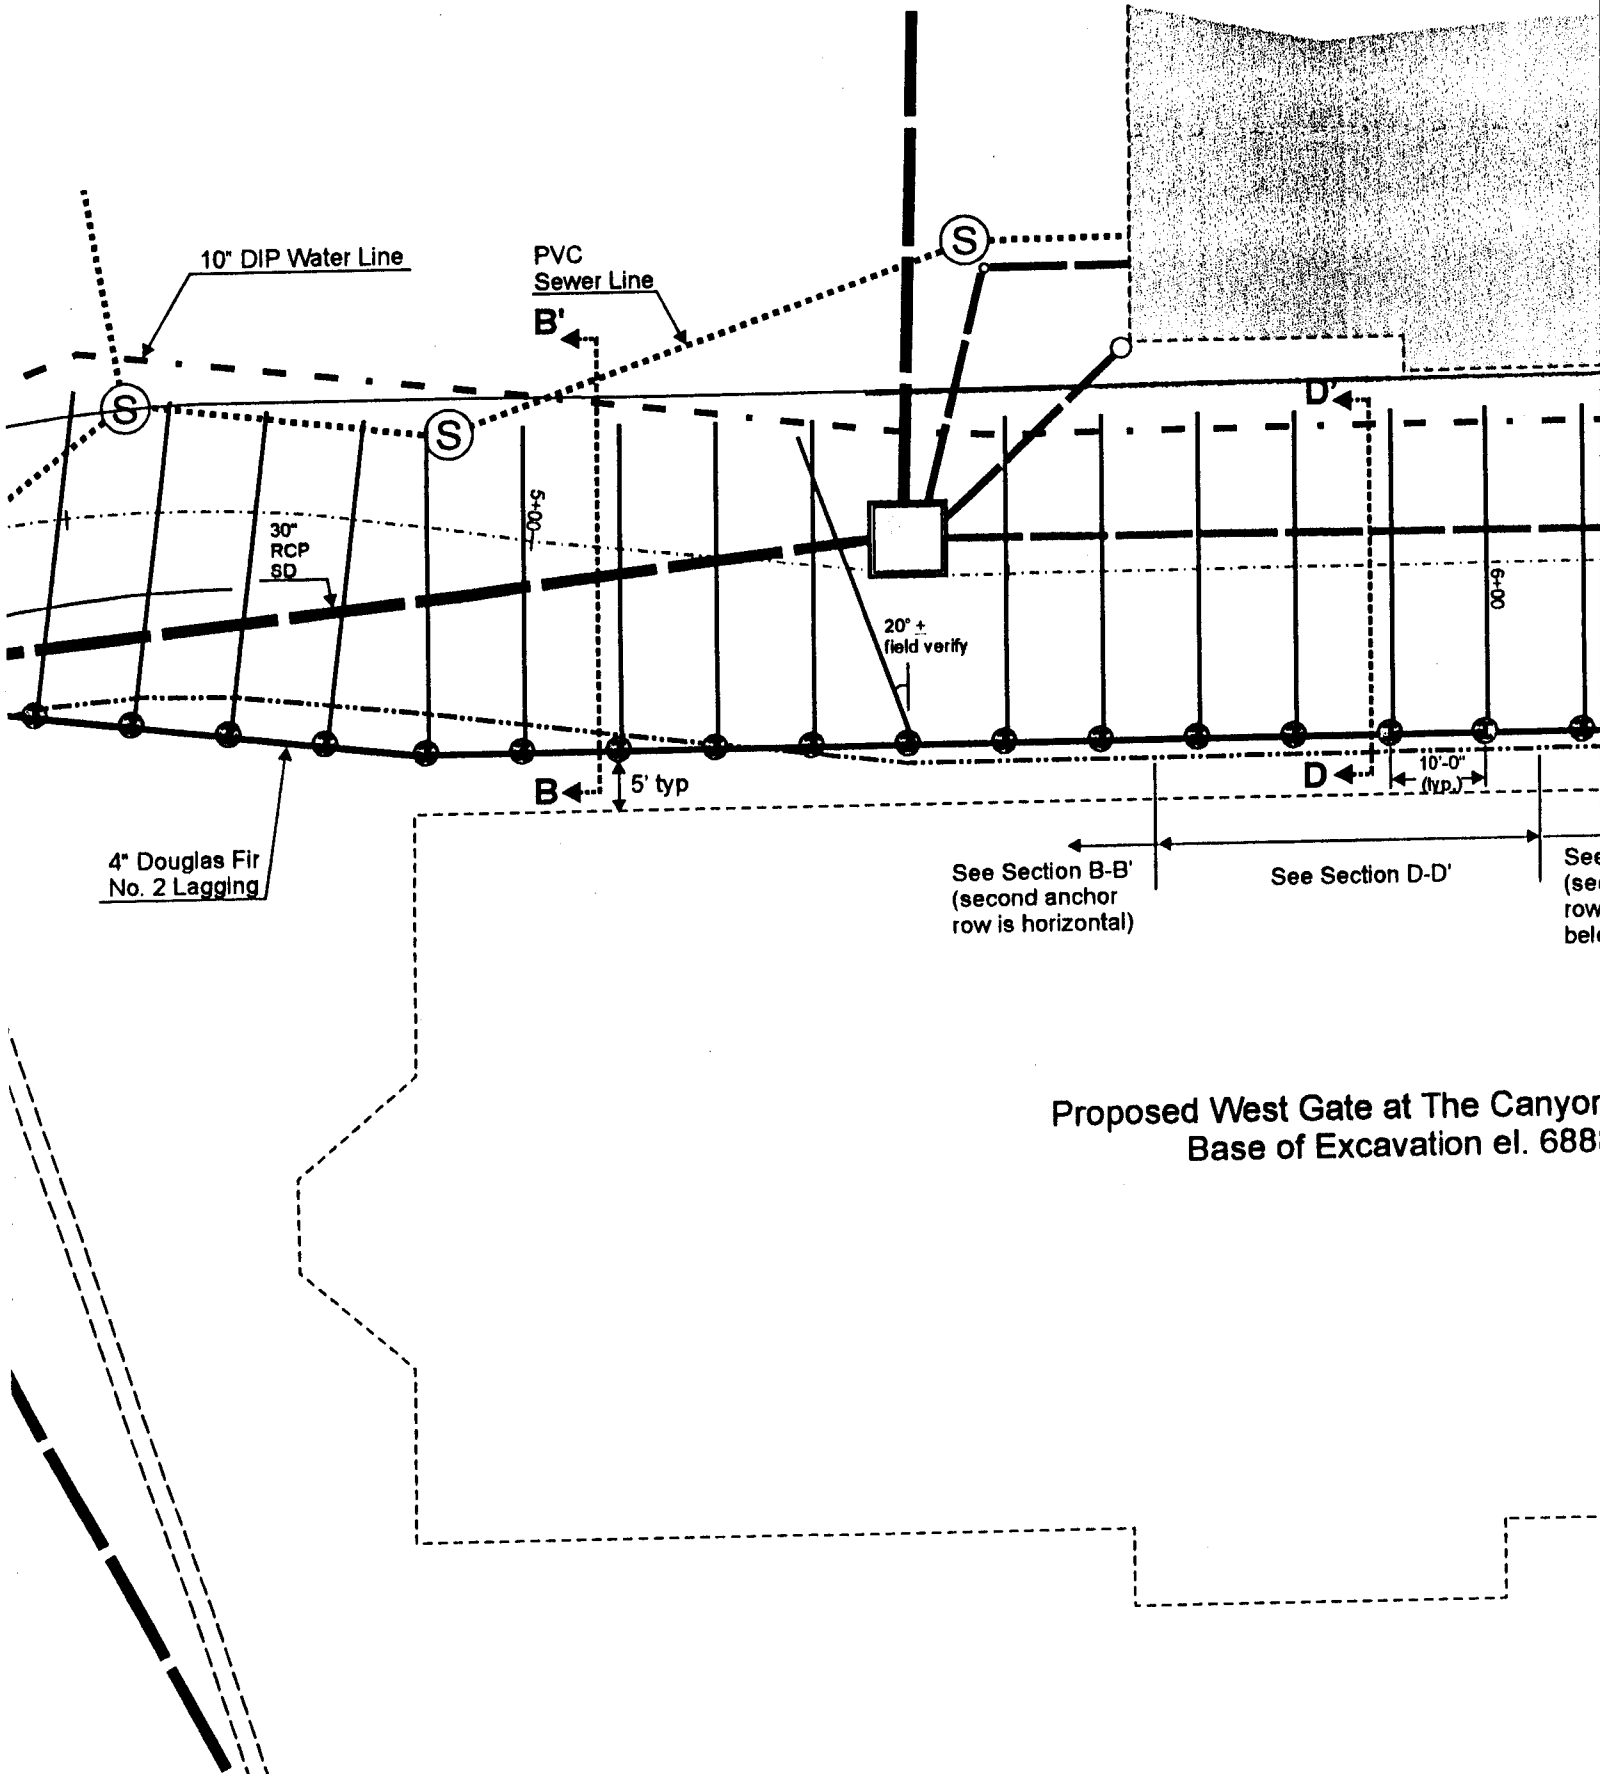 10" DIP Water Line
PVC
Sewer Line
B'
S
S
S
D'
5+00
30"
RCP
SD
20° ±
field verify
6+00
B
5' typ
D
10'-0"
(typ.)
4" Douglas Fir
No. 2 Lagging
See Section B-B'
(second anchor
row is horizontal)
See Section D-D'
See
row
Proposed West Gate at The
Base of Excavation el.